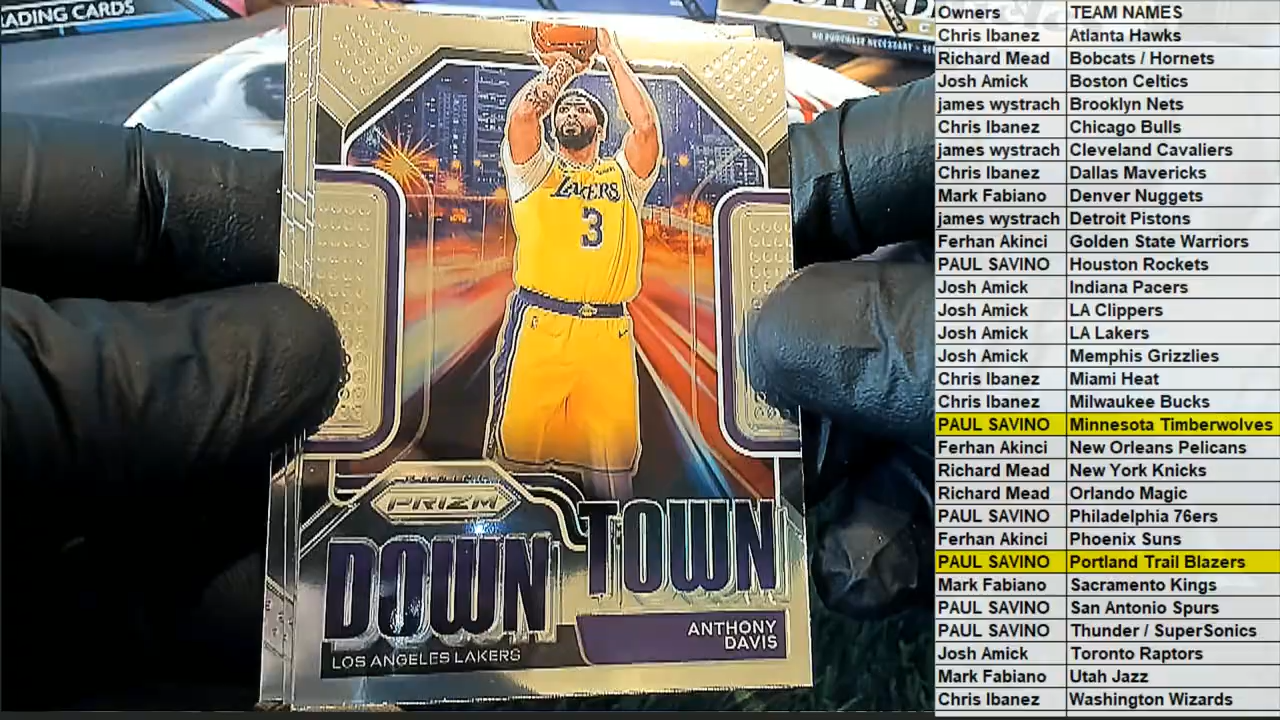 ADING CARDS
NO PURCHASE NECESSARY
LAKERS
3
PRIZM
DOWN TOWN
ANTHONY
DAVIS
LOS ANGELES LAKERS
Owners TEAM NAMES
Chris Ibanez Atlanta Hawks
Richard Mead Bobcats / Hornets
Josh Amick Boston Celtics
james wystrach Brooklyn Nets
Chris Ibanez Chicago Bulls
james wystrach Cleveland Cavaliers
Chris Ibanez Dallas Mavericks
Mark Fabiano Denver Nuggets
james wystrach Detroit Pistons
Ferhan Akinci Golden State Warriors
PAUL SAVINO Houston Rockets
Josh Amick Indiana Pacers
Josh Amick LA Clippers
Josh Amick LA Lakers
Josh Amick Memphis Grizzlies
Chris Ibanez Miami Heat
Chris Ibanez Milwaukee Bucks
PAUL SAVINO Minnesota Timberwolves
Ferhan Akinci New Orleans Pelicans
Richard Mead New York Knicks
Richard Mead Orlando Magic
PAUL SAVINO Philadelphia 76ers
Ferhan Akinci Phoenix Suns
PAUL SAVINO Portland Trail Blazers
Mark Fabiano Sacramento Kings
PAUL SAVINO San Antonio Spurs
PAUL SAVINO Thunder / SuperSonics
Josh Amick Toronto Raptors
Mark Fabiano Utah Jazz
Chris Ibanez Washington Wizards